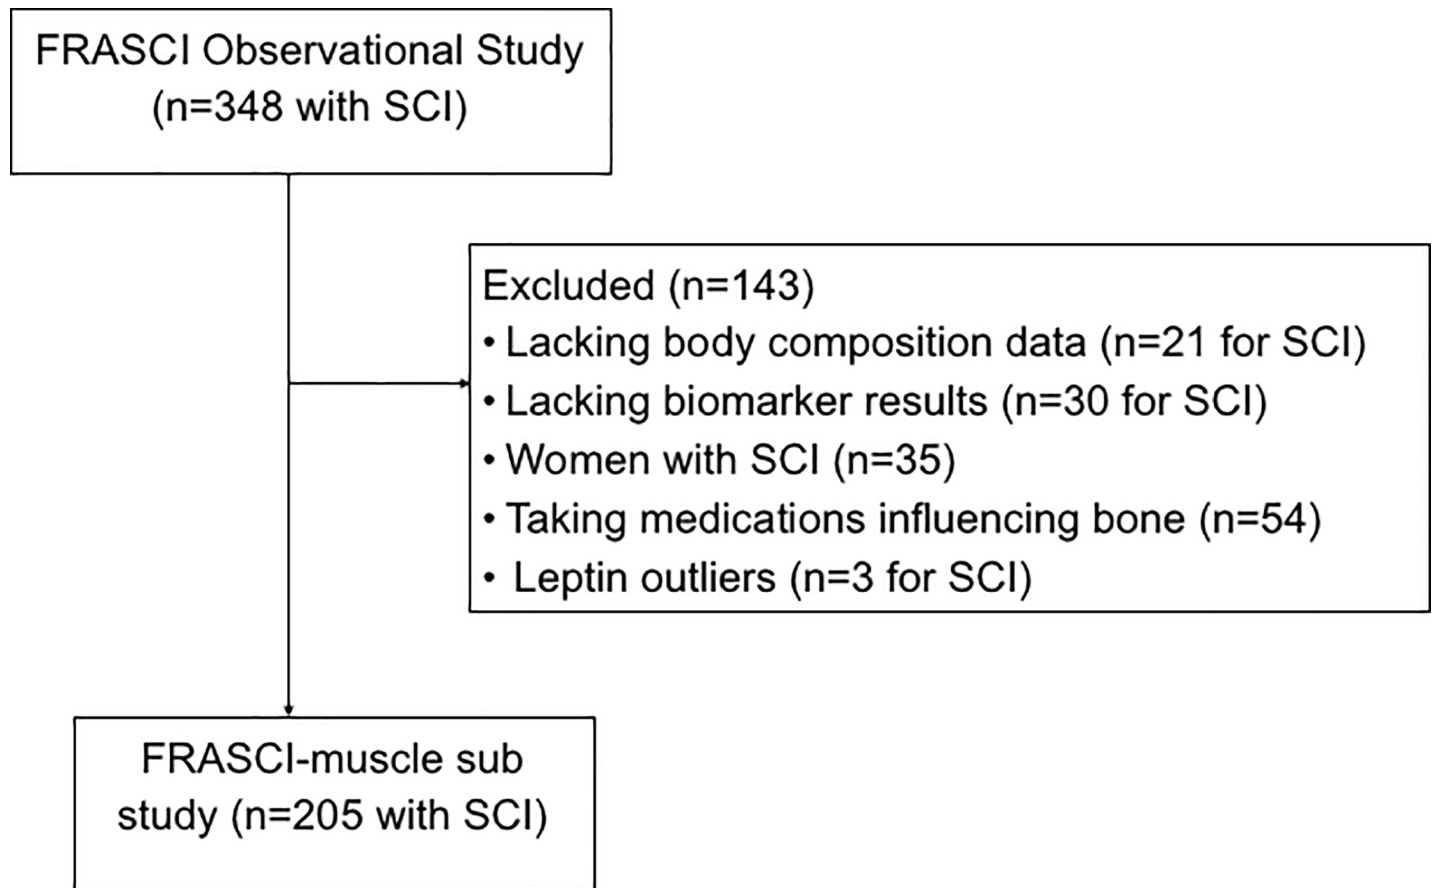 FRASCI Observational Study
(n=348 with SCI)
Excluded (n=143)
• Lacking body composition data (n=21 for SCI)
• Lacking biomarker results (n=30 for SCI)
• Women with SCI (n=35)
• Taking medications influencing bone (n=54)
• Leptin outliers (n=3 for SCI)
FRASCI-muscle sub
study (n=205 with SCI)